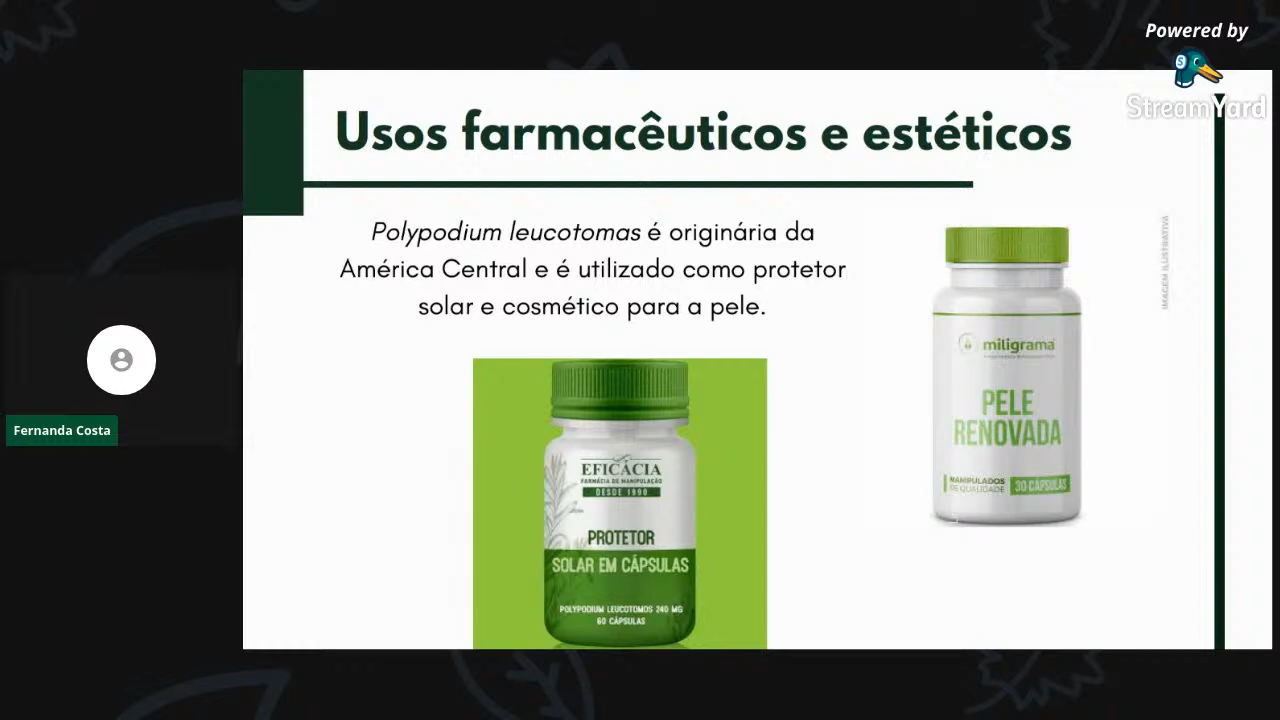 Powered by
StreamYard
Usos farmacêuticos e estéticos
Polypodium leucotomas é originária da
América Central e é utilizado como protetor
solar e cosmético para a pele.
IMAGEM ILUSTRATIVA
miligrama
PELE
RENOVADA
MANIPULADOS
DE QUALIDADE
30 CÁPSULAS
EFICÁCIA
FARMÁCIA DE MANIPULAÇÃO
DESDE 1990
PROTETOR
SOLAR EM CÁPSULAS
POLYPODIUM LEUCOTOMOS 240 MG
60 CÁPSULAS
Fernanda Costa